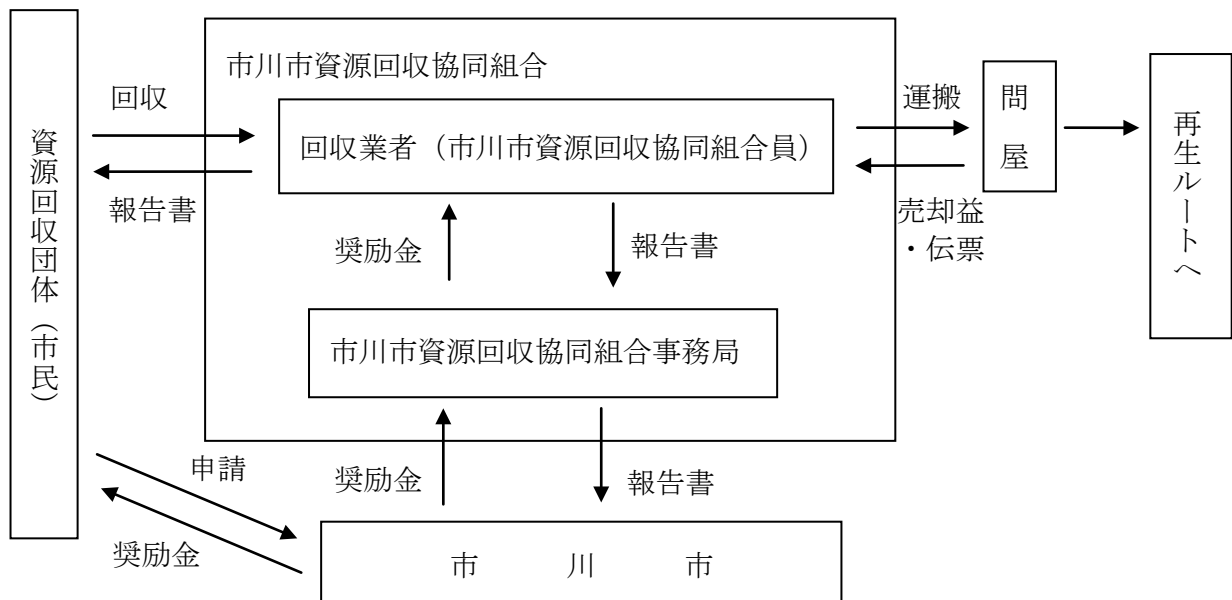 市川市資源回収協同組合
資源回収団体（市民）
回収
報告書
回収業者（市川市資源回収協同組合員）
運搬
売却益
・伝票
問屋
再生ルートへ
奨励金
報告書
市川市資源回収協同組合事務局
奨励金
報告書
申請
奨励金
市川市